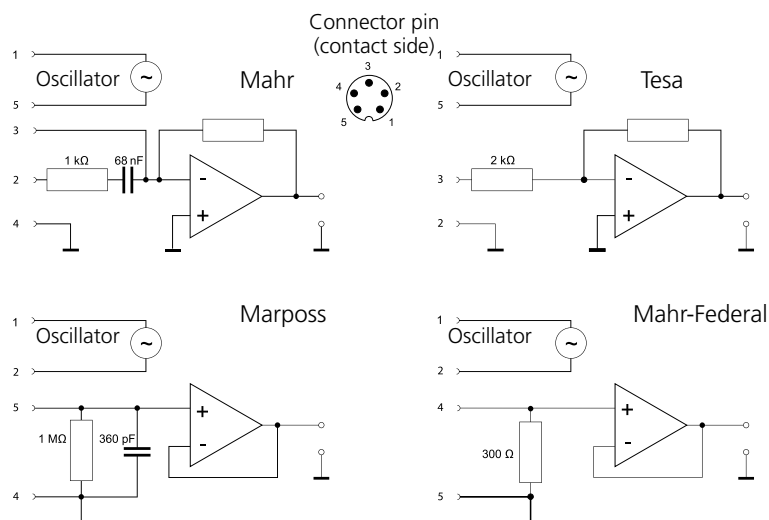 Connector pin
(contact side)
3
4 2
5 1
Mahr
1
Oscillator
~
5
3
2
1 kΩ
68 nF
-
+
4
Tesa
1
Oscillator
~
5
3
2 kΩ
-
+
2
Marposs
1
Oscillator
~
2
5
1 MΩ
360 pF
+
-
4
Mahr-Federal
1
Oscillator
~
2
4
300 Ω
+
-
5